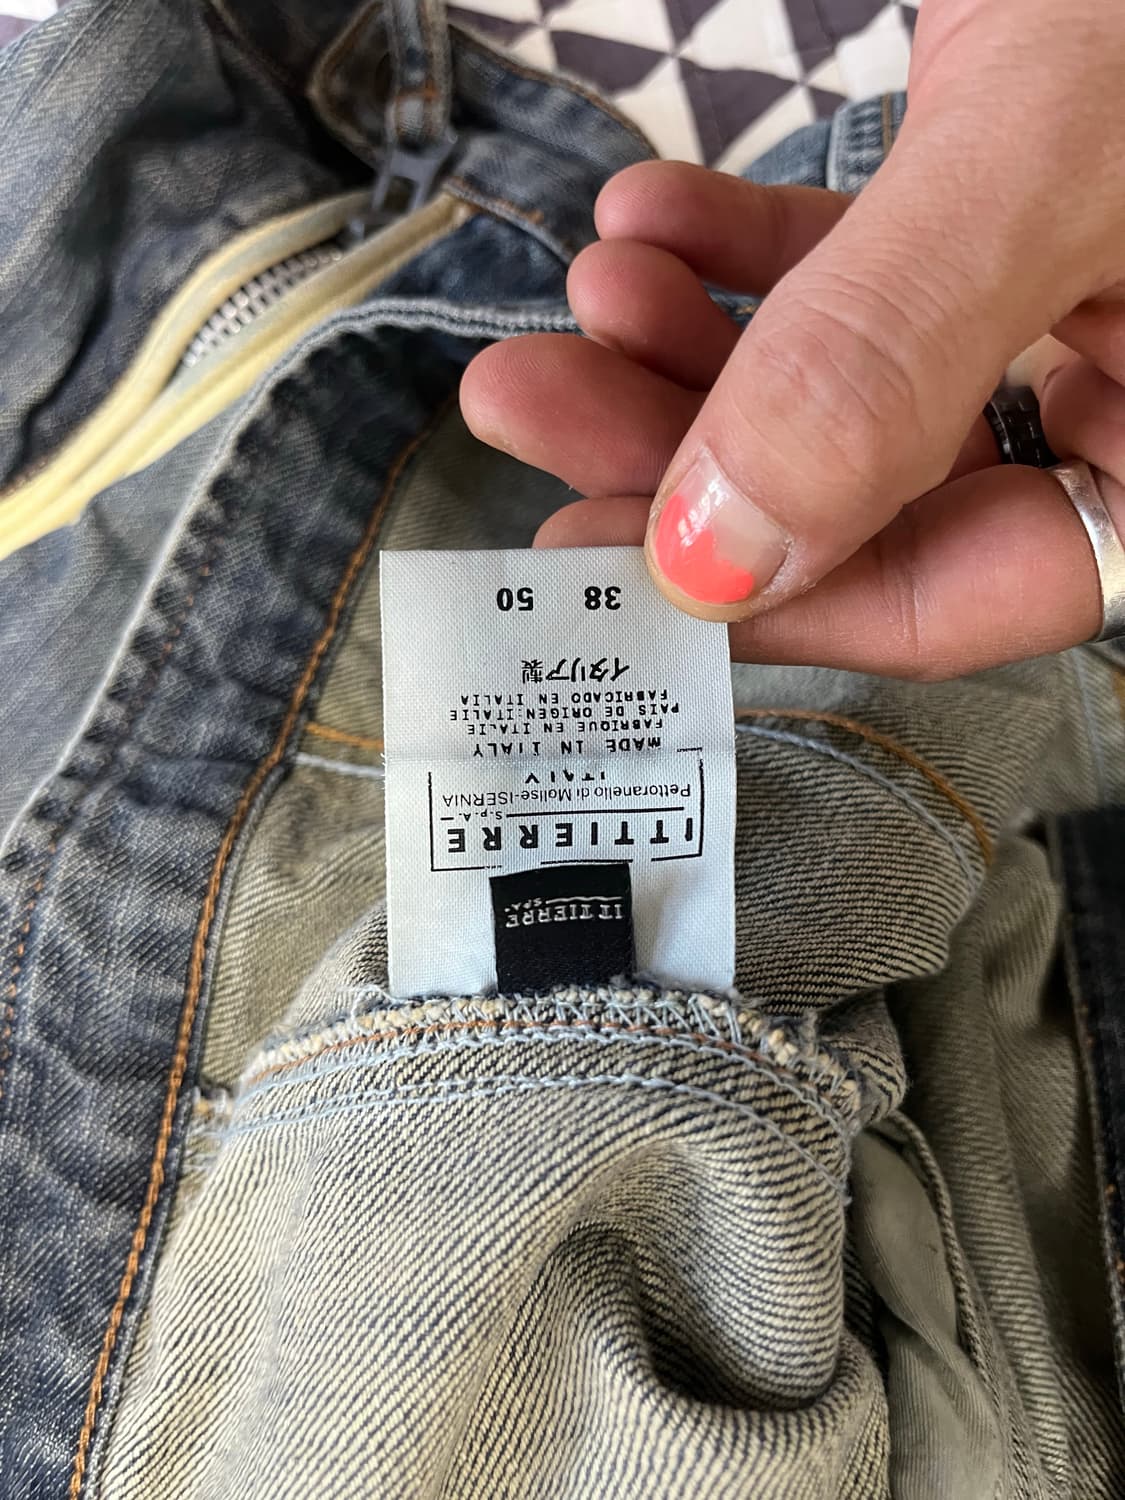 ITTIERRE
SPA.
ITTIERRE
S.p.A.
Pettoranello di Molise-ISERNIA
ITALY
MADE IN ITALY
FABRIQUE EN ITALIE
PAIS DE ORIGEN:ITALIE
FABRICADO EN ITALIA
イタリア製
38 50